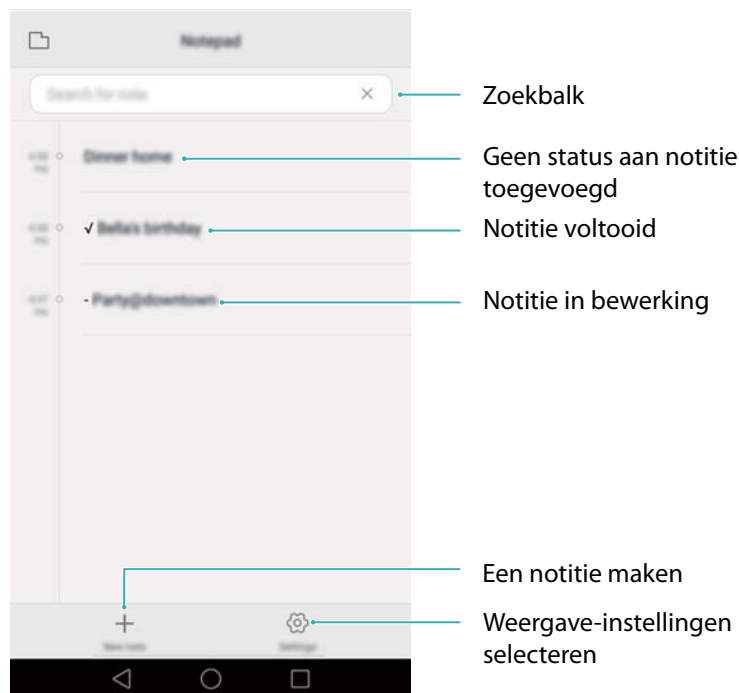 Notepad
Search for note
Zoekbalk
Dinner home
Geen status aan notitie
toegevoegd
√ Bella's birthday
Notitie voltooid
- Party@downtown
Notitie in bewerking
Een notitie maken
New note
Settings
Weergave-instellingen
selecteren